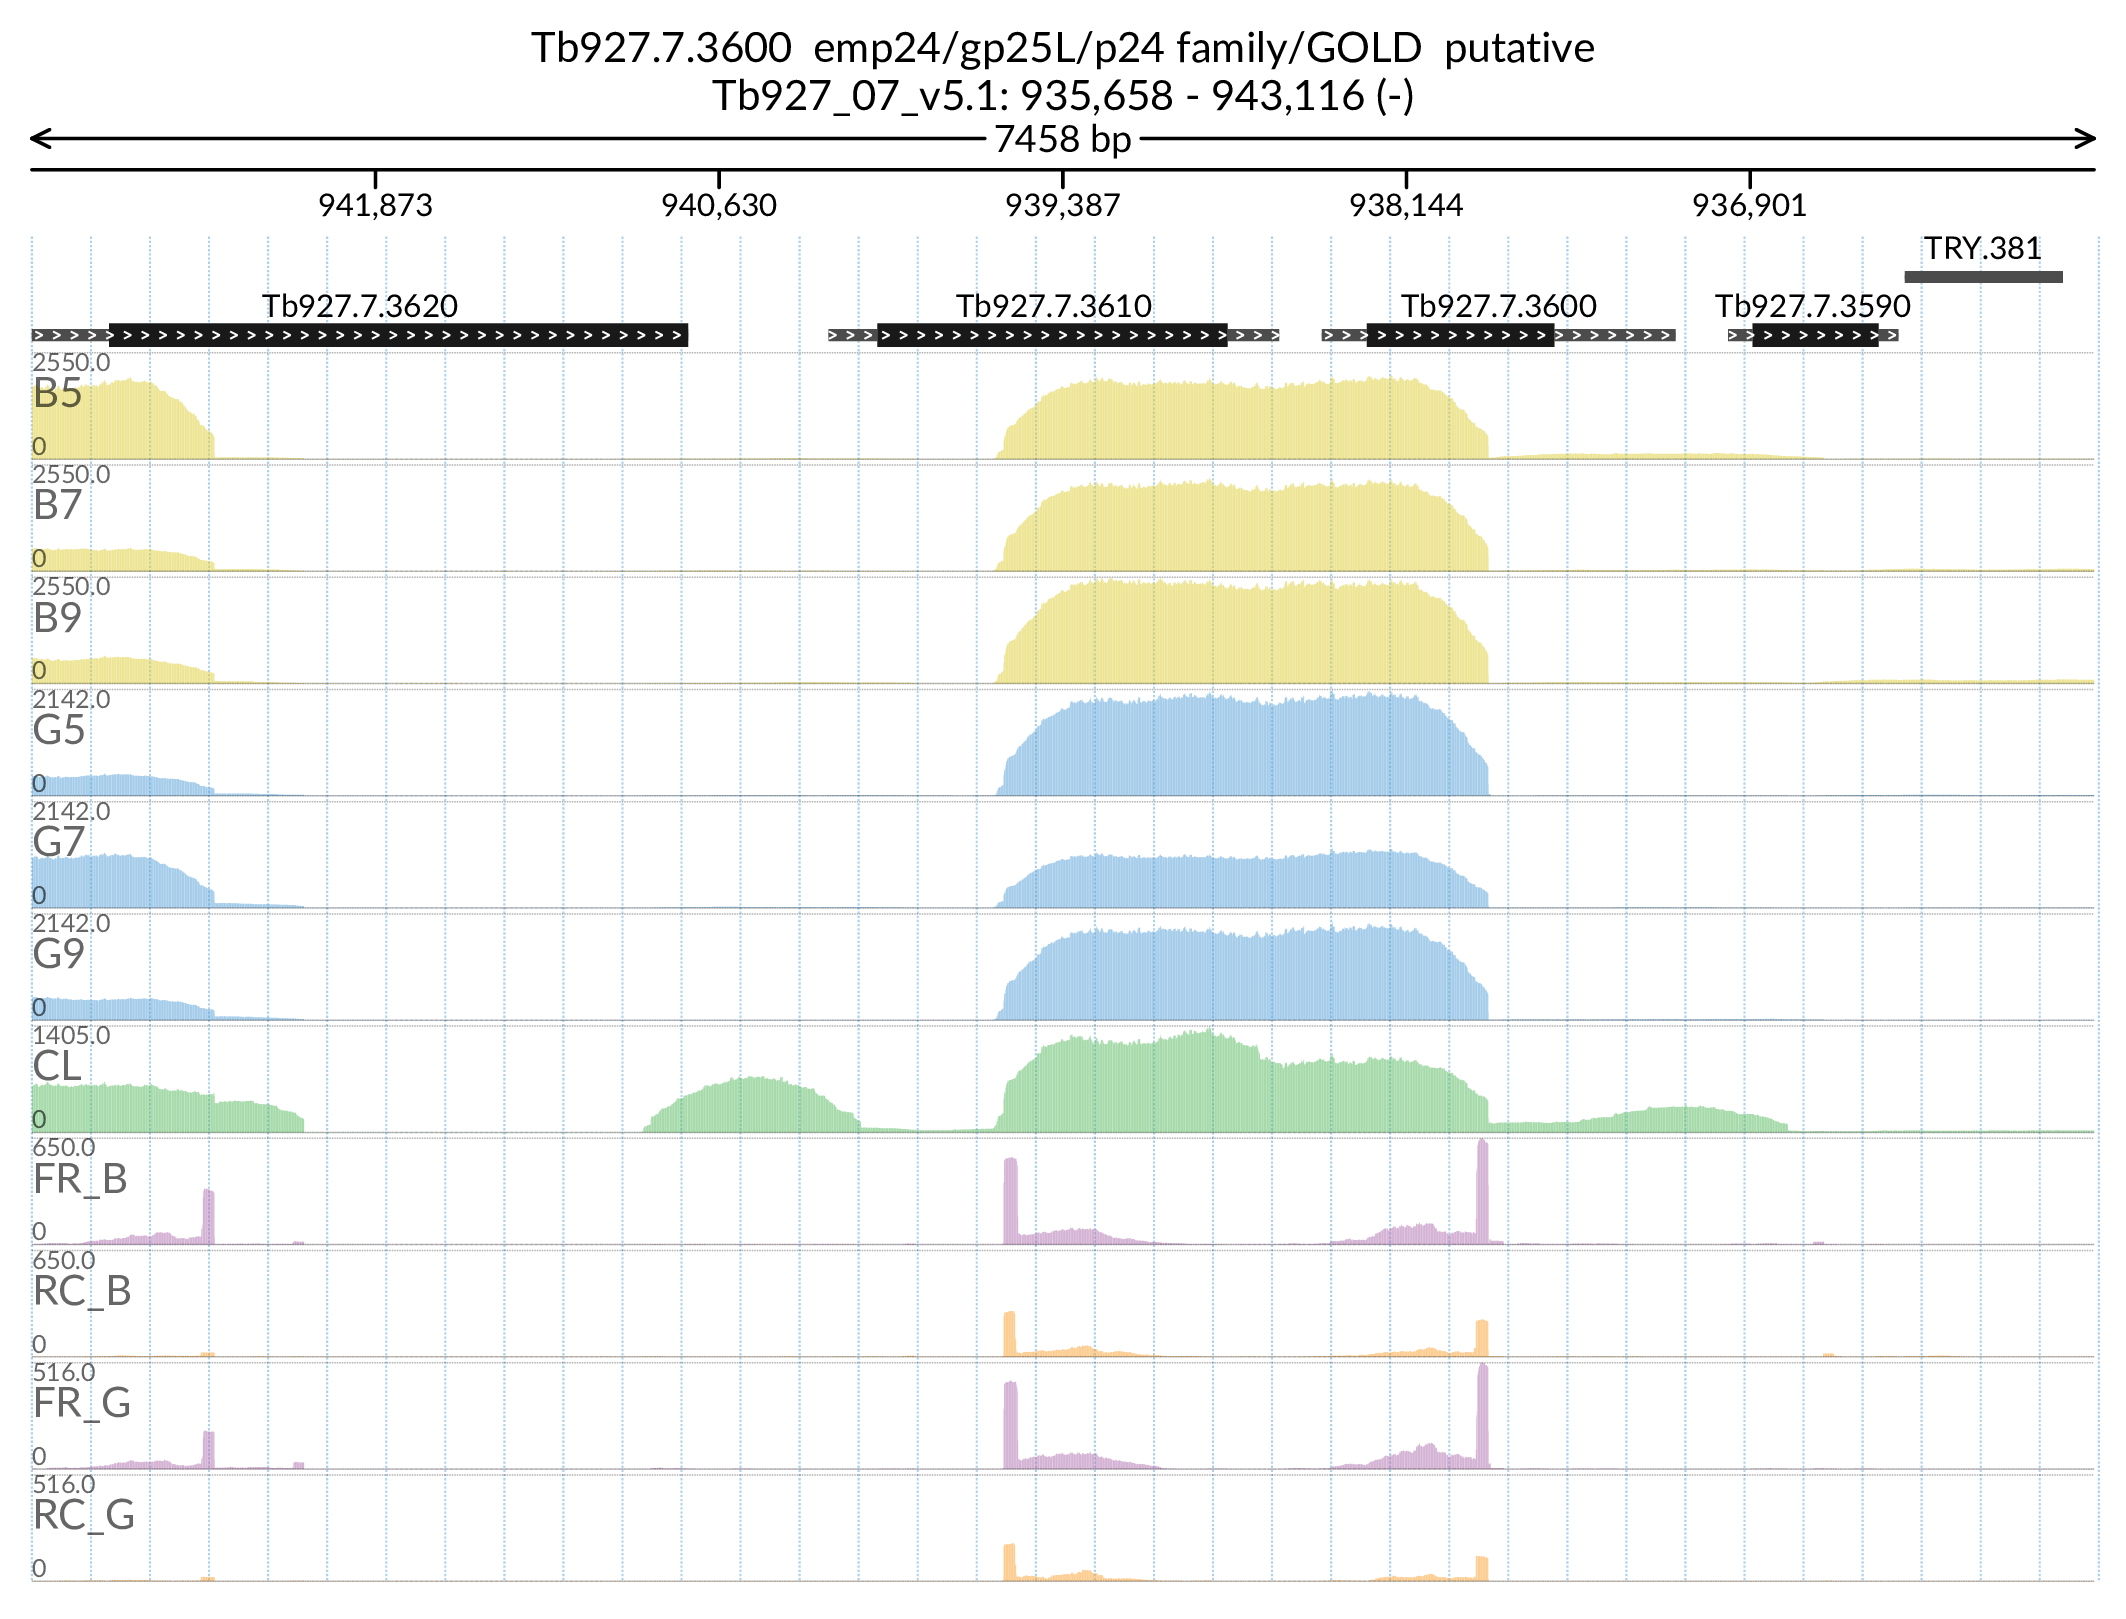 Tb927.7.3600  emp24/gp25L/p24 family/GOLD  putative
Tb927_07_v5.1: 935,658 - 943,116 (-)
7458 bp
941,873 940,630 939,387 938,144 936,901
TRY.381
Tb927.7.3620 Tb927.7.3610 Tb927.7.3600 Tb927.7.3590
2550.0
B5
0
2550.0
B7
0
2550.0
B9
0
2142.0
G5
0
2142.0
G7
0
2142.0
G9
0
1405.0
CL
0
650.0
FR_B
0
650.0
RC_B
0
516.0
FR_G
0
516.0
RC_G
0